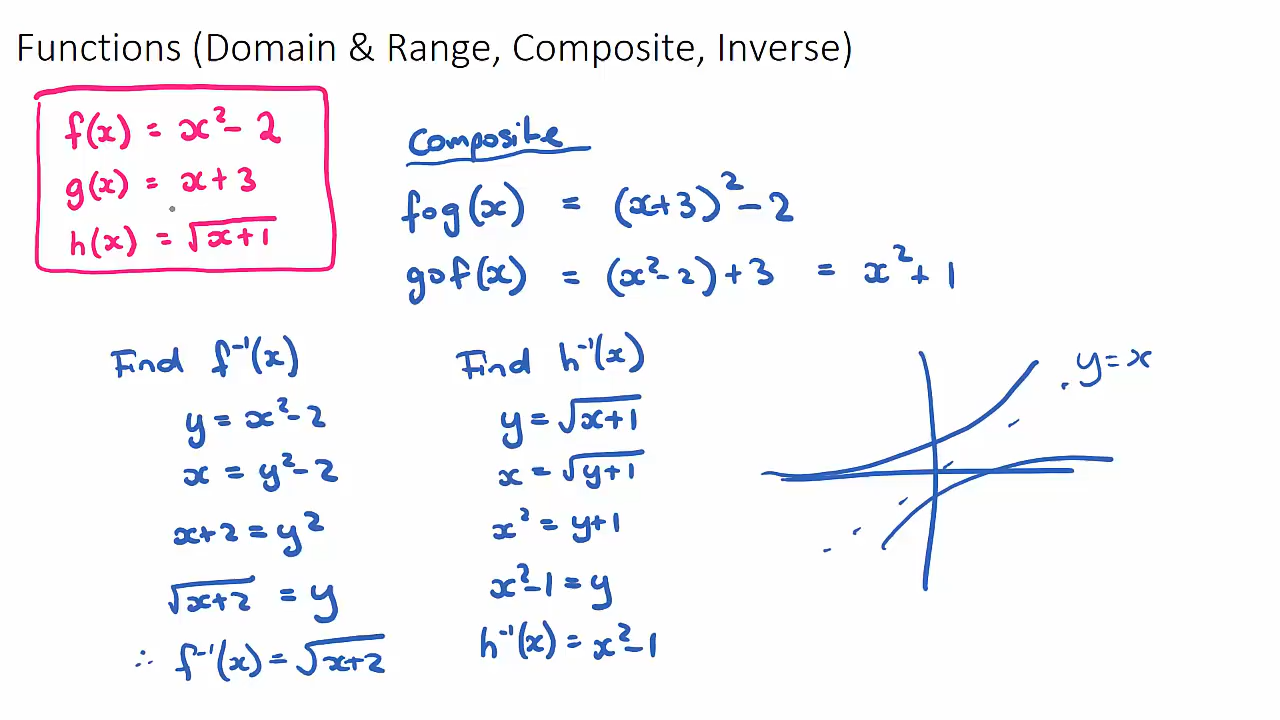 Functions (Domain & Range, Composite, Inverse)
f(x) = x² - 2
g(x) = x + 3
h(x) = √(x+1)
Composite
fog(x) = (x+3)² - 2
gof(x) = (x²-2)+3 = x²+1
Find f⁻¹(x)
y = x²-2
x = y²-2
x+2 = y²
√(x+2) = y
∴ f⁻¹(x) = √(x+2)
Find h⁻¹(x)
y = √(x+1)
x = √(y+1)
x² = y+1
x²-1 = y
h⁻¹(x) = x²-1
y = x